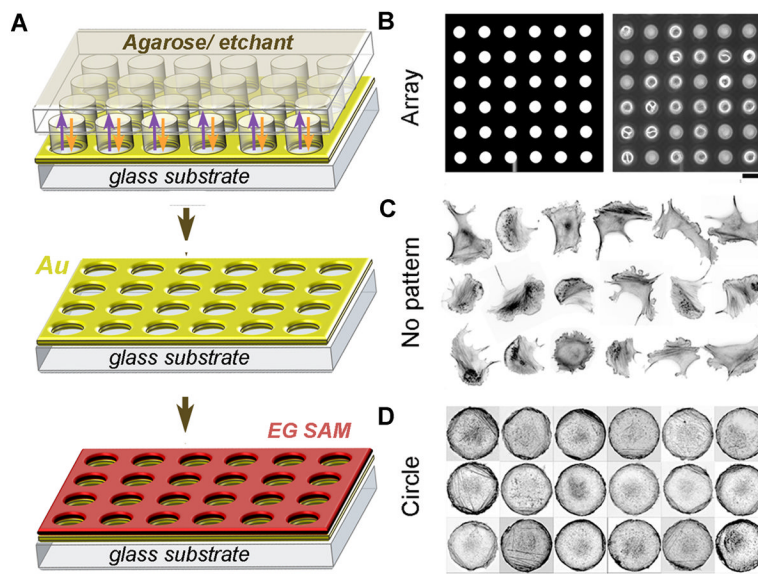 A
Agarose/ etchant
glass substrate
Au
glass substrate
EG SAM
glass substrate
B
Array
C
No pattern
D
Circle